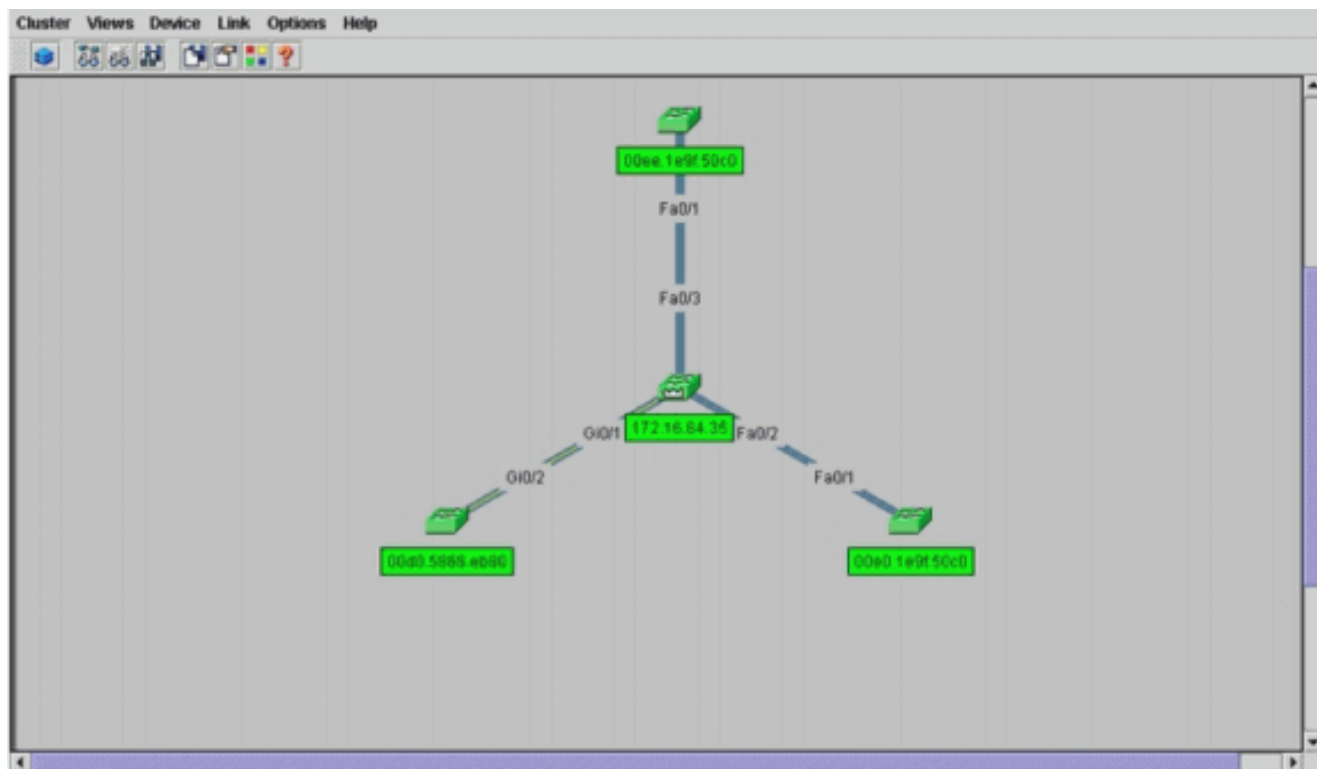 Cluster Views Device Link Options Help
00ee.1e9f.50c0
Fa0/1
Fa0/3
172.16.84.35
Gi0/1
Fa0/2
Gi0/2
Fa0/1
00d0.5868.eb80
00e0.1e9f.50c0